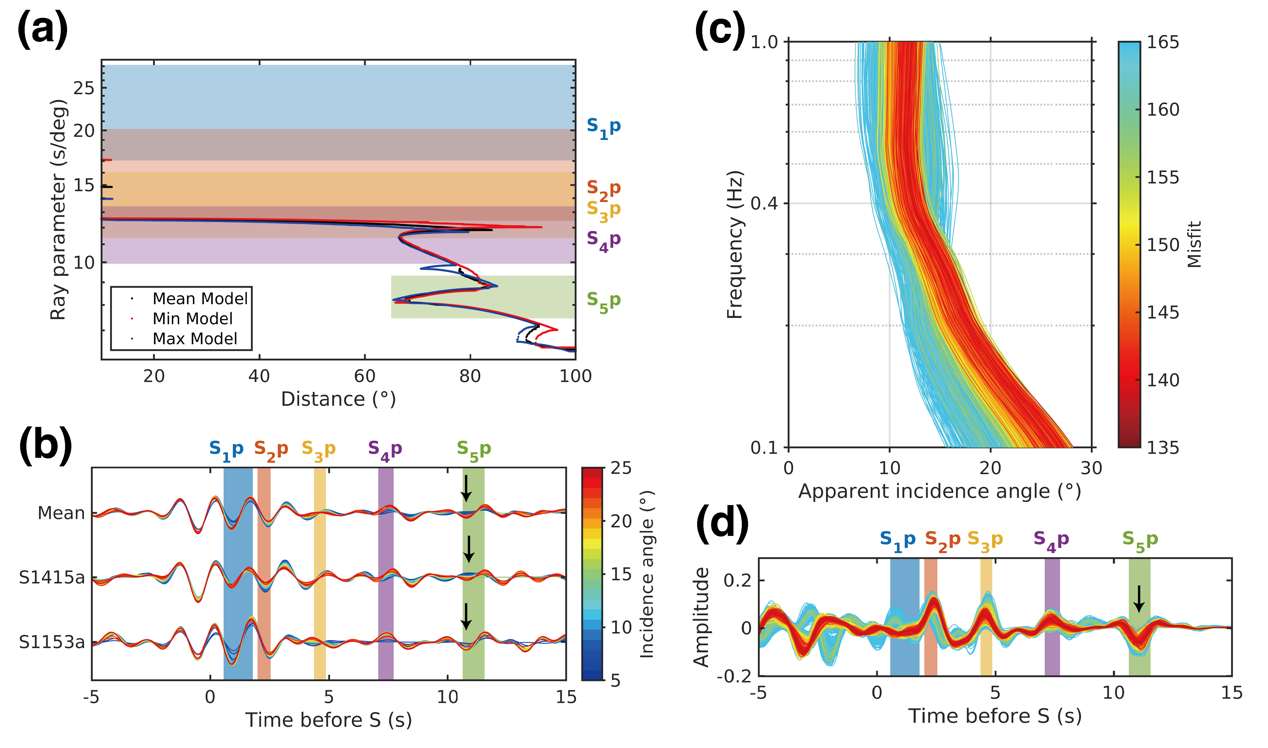 (a)
Ray parameter (s/deg)
25
20
15
10
S1p
S2p
S3p
S4p
S5p
Mean Model
Min Model
Max Model
20 40 60 80 100
Distance (°)
(b)
S1p S2p S3p S4p S5p
Mean
S1415a
S1153a
-5 0 5 10 15
Time before S (s)
25
20
15
10
5
Incidence angle (°)
(c)
Frequency (Hz)
1.0
0.4
0.1
0 10 20 30
Apparent incidence angle (°)
165
160
155
150
145
140
135
Misfit
(d)
S1p S2p S3p S4p S5p
Amplitude
0.2
0
-0.2
-5 0 5 10 15
Time before S (s)